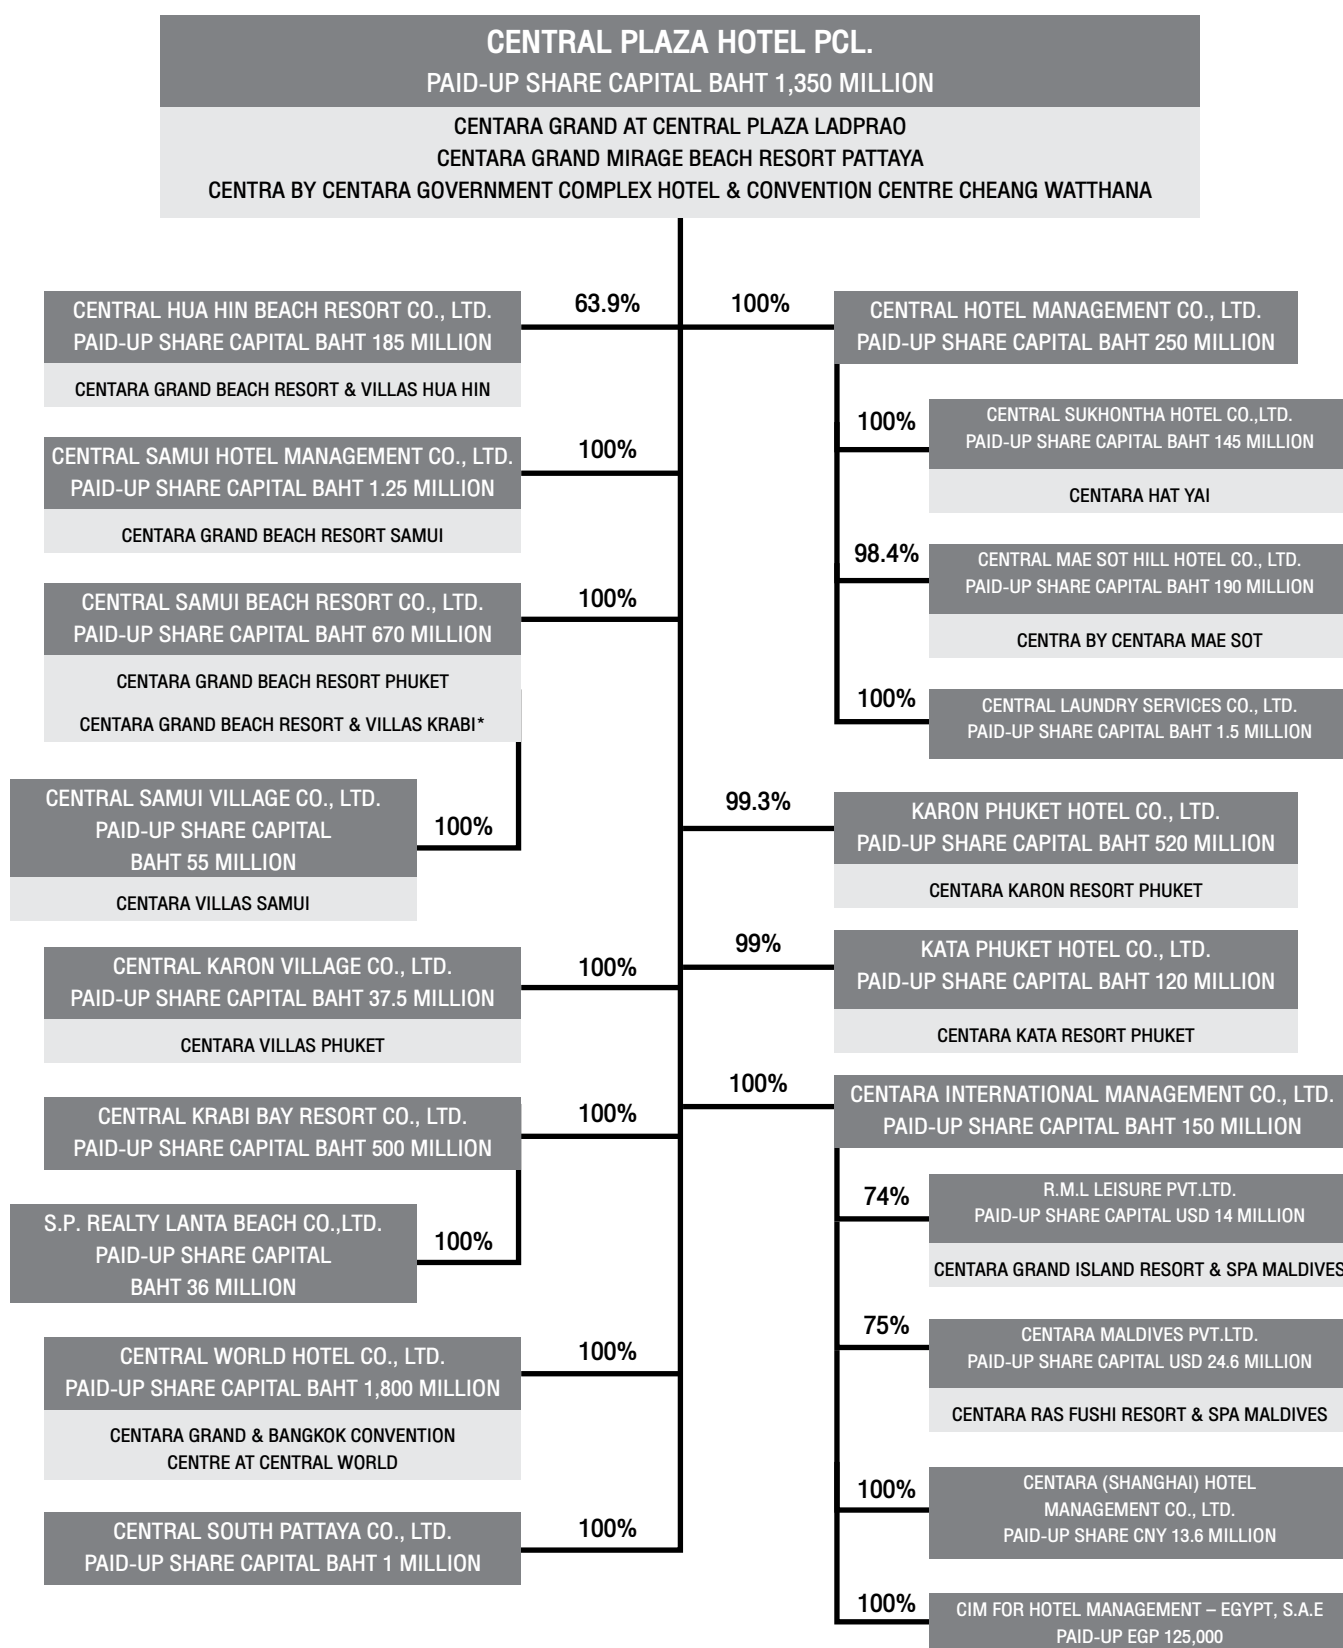 CENTRAL PLAZA HOTEL PCL.
PAID-UP SHARE CAPITAL BAHT 1,350 MILLION
CENTARA GRAND AT CENTRAL PLAZA LADPRAO
CENTARA GRAND MIRAGE BEACH RESORT PATTAYA
CENTRA BY CENTARA GOVERNMENT COMPLEX HOTEL & CONVENTION CENTRE CHEANG WATTHANA
63.9%
CENTRAL HUA HIN BEACH RESORT CO., LTD.
PAID-UP SHARE CAPITAL BAHT 185 MILLION
CENTARA GRAND BEACH RESORT & VILLAS HUA HIN
100%
CENTRAL SAMUI HOTEL MANAGEMENT CO., LTD.
PAID-UP SHARE CAPITAL BAHT 1.25 MILLION
CENTARA GRAND BEACH RESORT SAMUI
100%
CENTRAL SAMUI BEACH RESORT CO., LTD.
PAID-UP SHARE CAPITAL BAHT 670 MILLION
CENTARA GRAND BEACH RESORT PHUKET
CENTARA GRAND BEACH RESORT & VILLAS KRABI*
CENTRAL SAMUI VILLAGE CO., LTD.
PAID-UP SHARE CAPITAL
BAHT 55 MILLION
100%
CENTARA VILLAS SAMUI
100%
CENTRAL KARON VILLAGE CO., LTD.
PAID-UP SHARE CAPITAL BAHT 37.5 MILLION
CENTARA VILLAS PHUKET
100%
CENTRAL KRABI BAY RESORT CO., LTD.
PAID-UP SHARE CAPITAL BAHT 500 MILLION
S.P. REALTY LANTA BEACH CO.,LTD.
PAID-UP SHARE CAPITAL
BAHT 36 MILLION
100%
100%
CENTRAL WORLD HOTEL CO., LTD.
PAID-UP SHARE CAPITAL BAHT 1,800 MILLION
CENTARA GRAND & BANGKOK CONVENTION
CENTRE AT CENTRAL WORLD
100%
CENTRAL SOUTH PATTAYA CO., LTD.
PAID-UP SHARE CAPITAL BAHT 1 MILLION
100%
CENTRAL HOTEL MANAGEMENT CO., LTD.
PAID-UP SHARE CAPITAL BAHT 250 MILLION
100%
CENTRAL SUKHONTHA HOTEL CO.,LTD.
PAID-UP SHARE CAPITAL BAHT 145 MILLION
CENTARA HAT YAI
98.4%
CENTRAL MAE SOT HILL HOTEL CO., LTD.
PAID-UP SHARE CAPITAL BAHT 190 MILLION
CENTRA BY CENTARA MAE SOT
100%
CENTRAL LAUNDRY SERVICES CO., LTD.
PAID-UP SHARE CAPITAL BAHT 1.5 MILLION
99.3%
KARON PHUKET HOTEL CO., LTD.
PAID-UP SHARE CAPITAL BAHT 520 MILLION
CENTARA KARON RESORT PHUKET
99%
KATA PHUKET HOTEL CO., LTD.
PAID-UP SHARE CAPITAL BAHT 120 MILLION
CENTARA KATA RESORT PHUKET
100%
CENTARA INTERNATIONAL MANAGEMENT CO., LTD.
PAID-UP SHARE CAPITAL BAHT 150 MILLION
74%
R.M.L LEISURE PVT.LTD.
PAID-UP SHARE CAPITAL USD 14 MILLION
CENTARA GRAND ISLAND RESORT & SPA MALDIVES
75%
CENTARA MALDIVES PVT.LTD.
PAID-UP SHARE CAPITAL USD 24.6 MILLION
CENTARA RAS FUSHI RESORT & SPA MALDIVES
100%
CENTARA (SHANGHAI) HOTEL
MANAGEMENT CO., LTD.
PAID-UP SHARE CNY 13.6 MILLION
100%
CIM FOR HOTEL MANAGEMENT – EGYPT, S.A.E
PAID-UP EGP 125,000